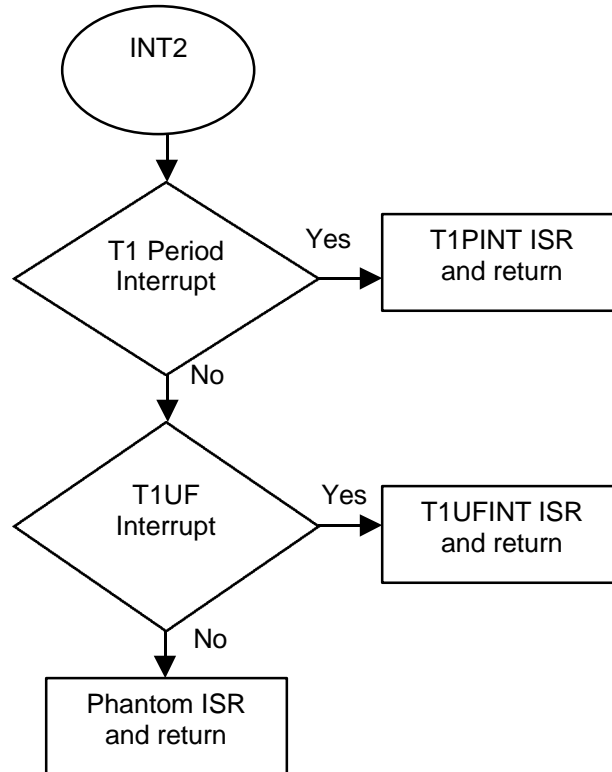 INT2
T1 Period
Interrupt
Yes
T1PINT ISR
and return
No
T1UF
Interrupt
Yes
T1UFINT ISR
and return
No
Phantom ISR
and return